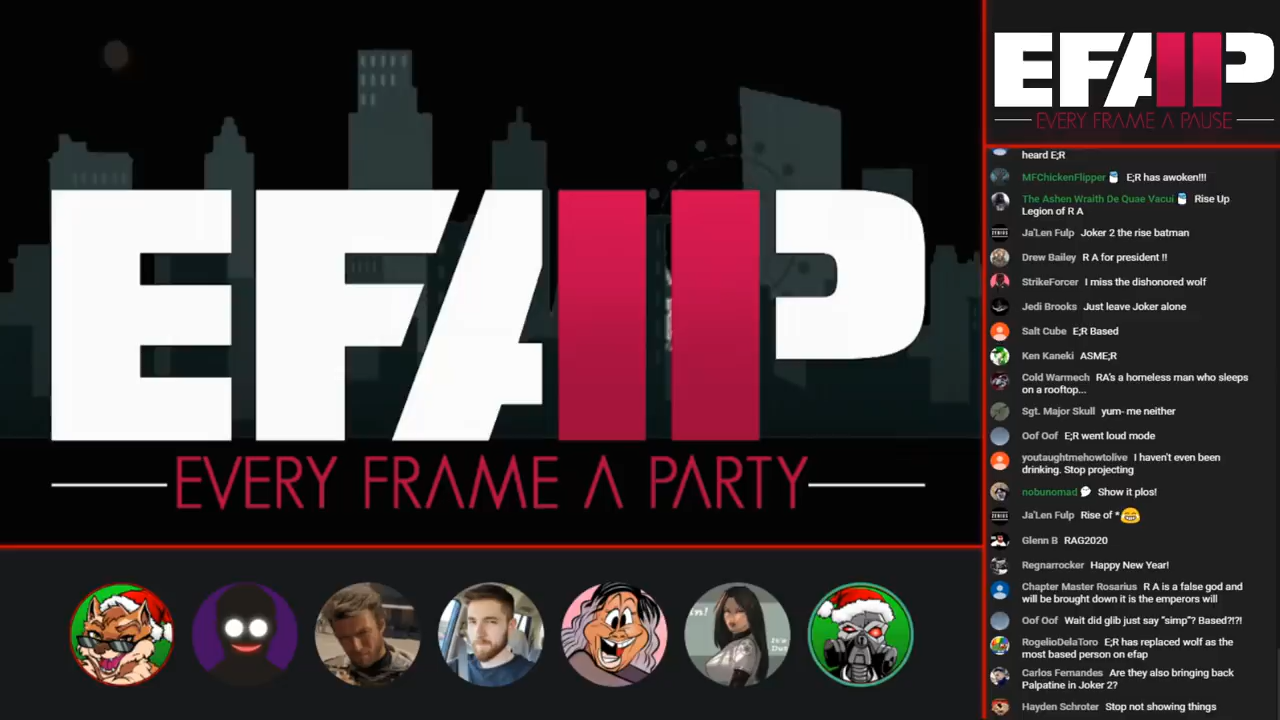 EFAP
EVERY FRAME A PARTY
EFAP
EVERY FRAME A PAUSE
heard E;R
MFChickenFlipper E;R has awoken!!!
The Ashen Wraith De Quae Vacui Rise Up
Legion of R A
Ja'Len Fulp Joker 2 the rise batman
Drew Bailey R A for president !!
StrikeForcer I miss the dishonored wolf
Jedi Brooks Just leave Joker alone
Salt Cube E;R Based
Ken Kaneki ASME;R
Cold Warmech RA's a homeless man who sleeps
on a rooftop...
Sgt. Major Skull yum- me neither
Oof Oof E;R went loud mode
youtaughtmehowtolive I haven't even been
drinking. Stop projecting
nobunomad Show it plos!
Ja'Len Fulp Rise of *😂
Glenn B RAG2020
Regnarrocker Happy New Year!
Chapter Master Rosarius R A is a false god and
will be brought down it is the emperors will
Oof Oof Wait did glib just say "simp"? Based?!?!
RogelioDelaToro E;R has replaced wolf as the
most based person on efap
Carlos Fernandes Are they also bringing back
Palpatine in Joker 2?
Hayden Schroter Stop not showing things